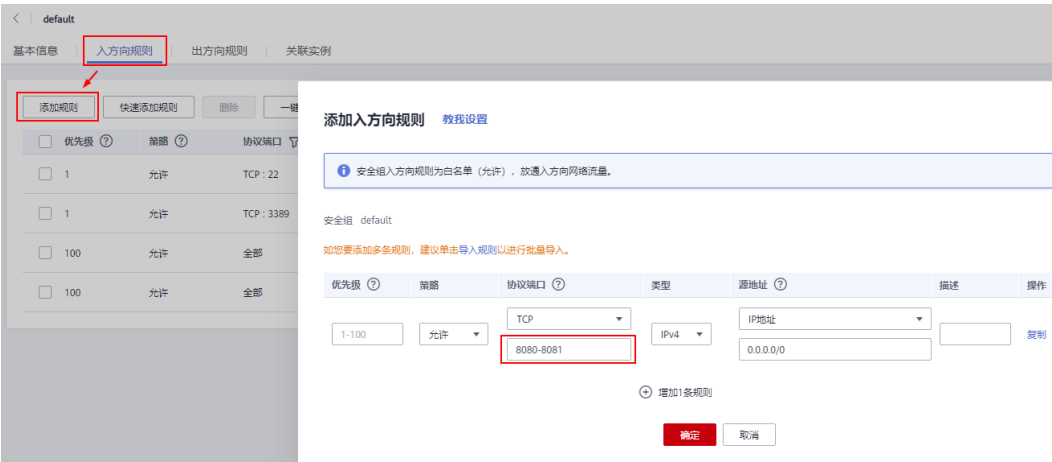 default
基本信息 入方向规则 出方向规则 关联实例
添加规则 快速添加规则 删除 一键
优先级 策略 协议端口
1 允许 TCP : 22
1 允许 TCP : 3389
100 允许 全部
100 允许 全部
添加入方向规则 教我设置
安全组入方向规则为白名单（允许），放通入方向网络流量。
安全组 default
如您要添加多条规则，建议单击导入规则以进行批量导入。
优先级 策略 协议端口 类型 源地址 描述 操作
1-100 允许 TCP IPv4 IP地址 复制
8080-8081 0.0.0.0/0
增加1条规则
确定 取消